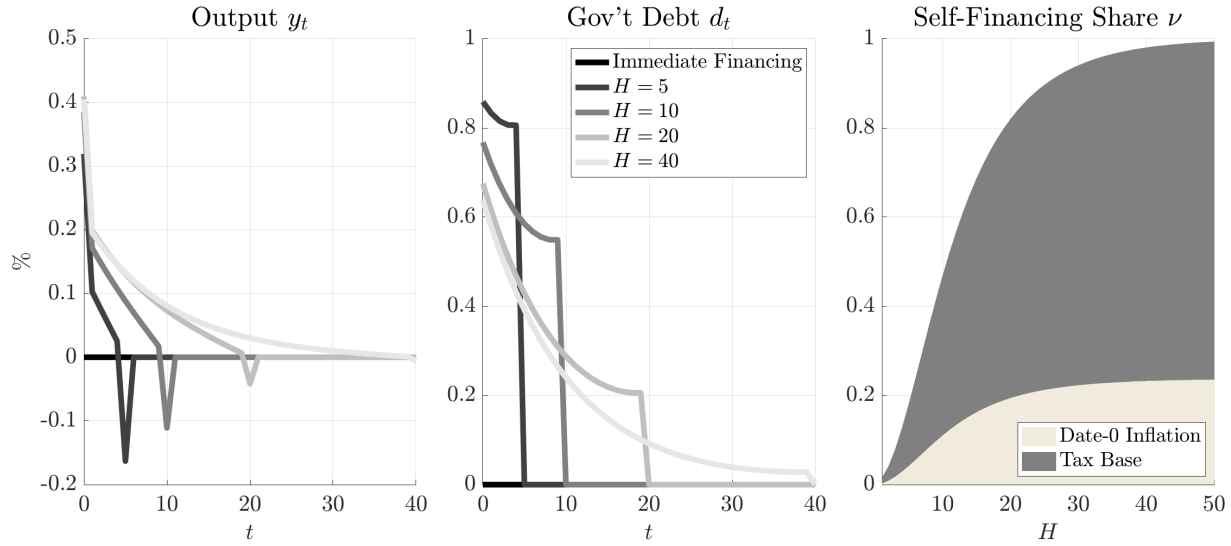 Output y_t
0.5
0.4
0.3
0.2
0.1
0
-0.1
-0.2
%
0
10
20
30
40
t
Gov't Debt d_t
1
0.8
0.6
0.4
0.2
0
Immediate Financing
H = 5
H = 10
H = 20
H = 40
0
10
20
30
40
t
Self-Financing Share ν
1
0.8
0.6
0.4
0.2
0
Date-0 Inflation
Tax Base
10
20
30
40
50
H